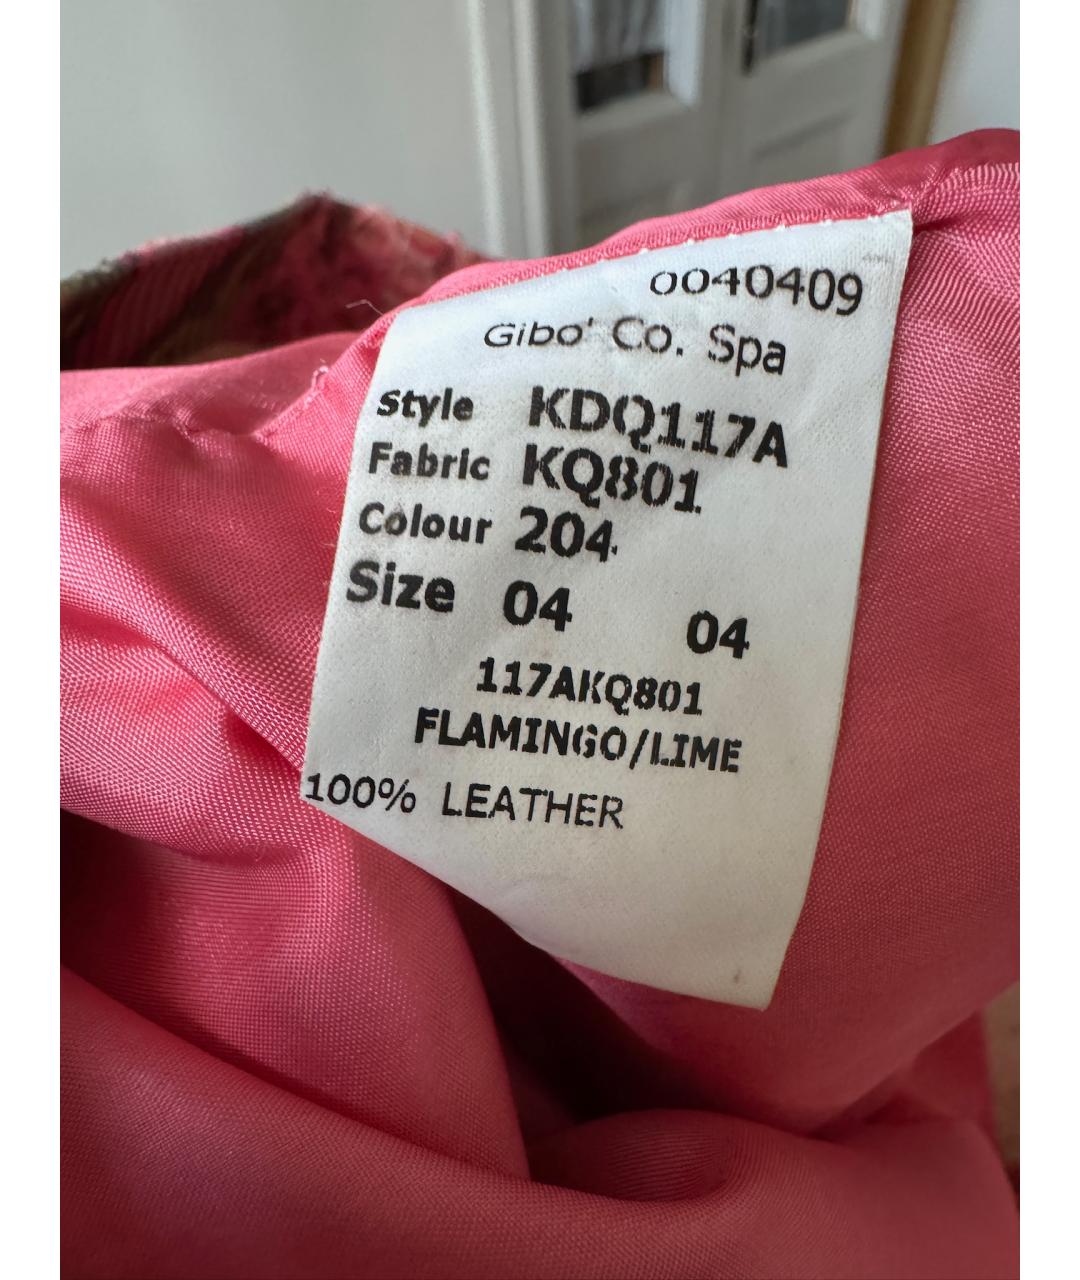 0040409
Gibo' Co. Spa
Style KDQ117A
Fabric KQ801
Colour 204
Size 04 04
117AKQ801
FLAMINGO/LIME
100% LEATHER